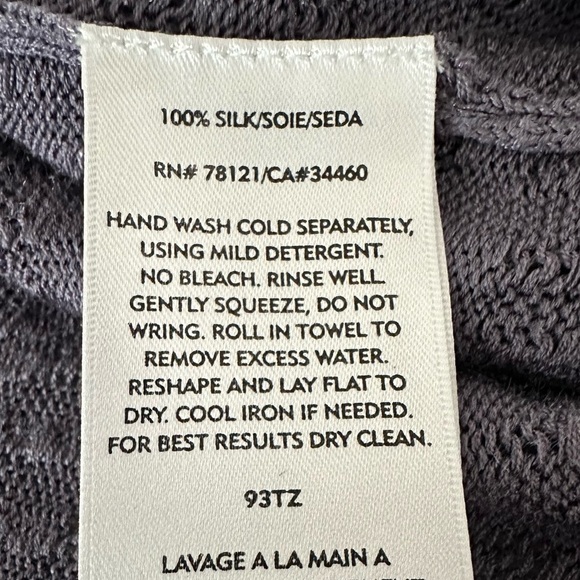 100% SILK/SOIE/SEDA
RN# 78121/CA#34460
HAND WASH COLD SEPARATELY,
USING MILD DETERGENT.
NO BLEACH. RINSE WELL
GENTLY SQUEEZE, DO NOT
WRING. ROLL IN TOWEL TO
REMOVE EXCESS WATER.
RESHAPE AND LAY FLAT TO
DRY. COOL IRON IF NEEDED.
FOR BEST RESULTS DRY CLEAN.
93TZ
LAVAGE A LA MAIN A